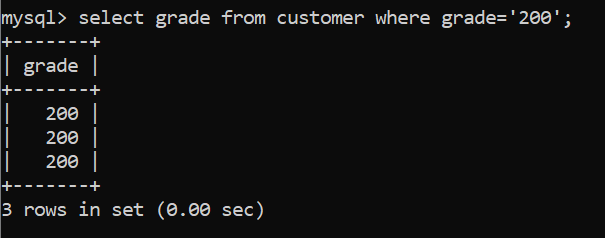 mysql> select grade from customer where grade='200';
+-------+
| grade |
+-------+
|   200 |
|   200 |
|   200 |
+-------+
3 rows in set (0.00 sec)